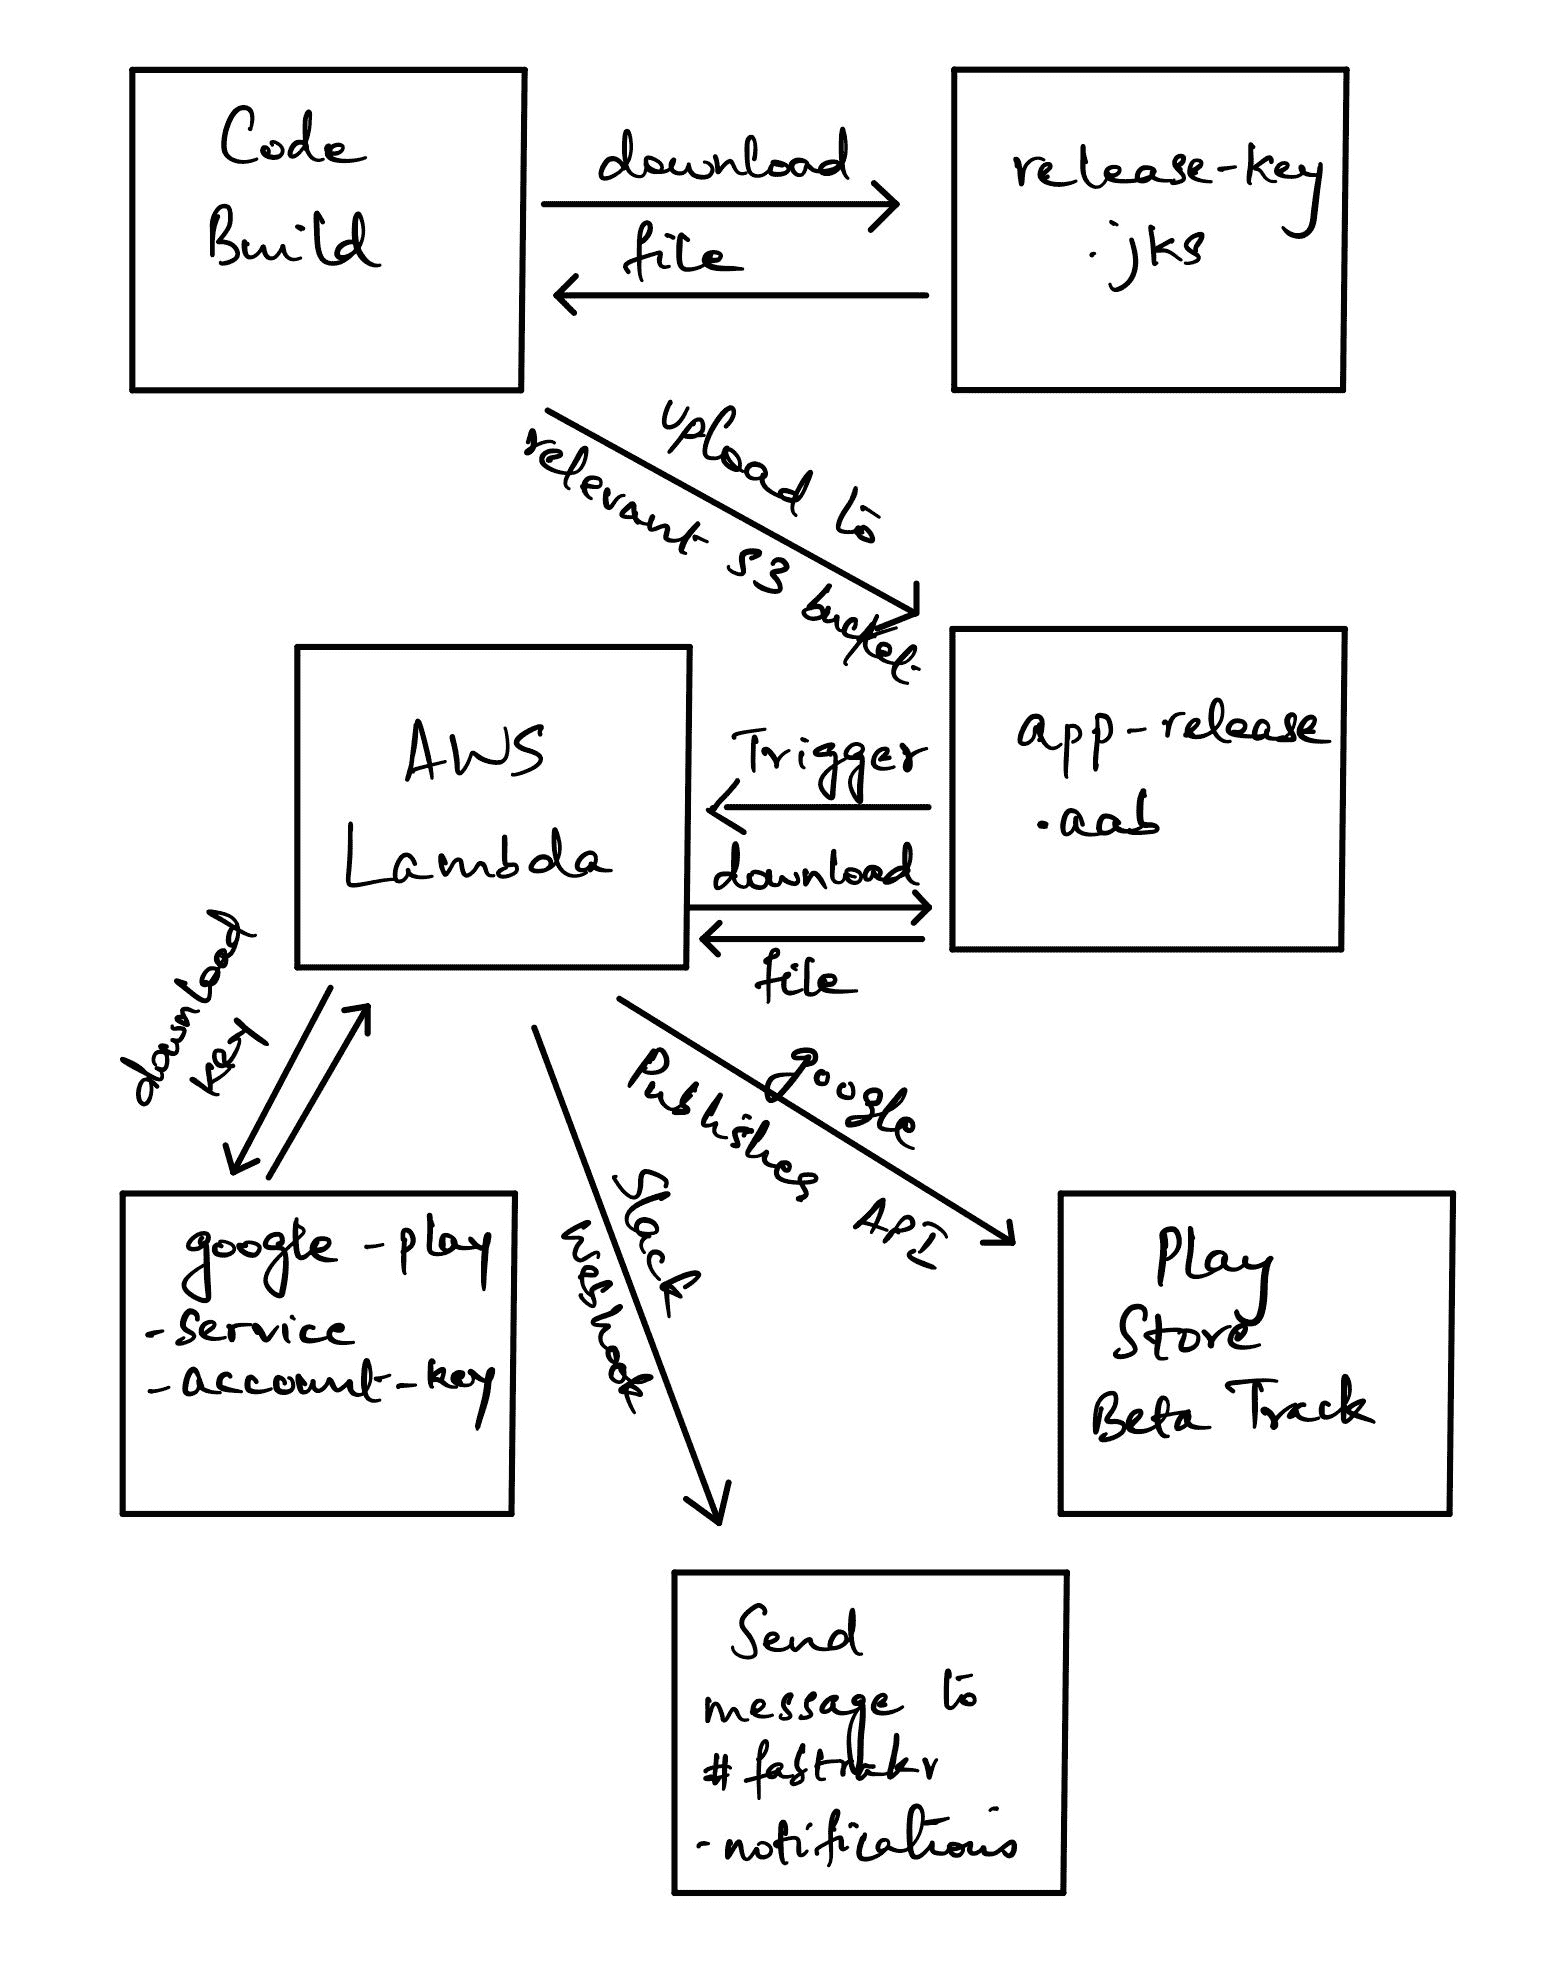 Code
Build
download
file
release-key
.jks
upload to
relevant S3 bucket
AWS
Lambda
Trigger
download
file
app-release
.aab
download
key
google
Publisher API
Slack
Webhook
google-play
-service
-account-key
Play
Store
Beta Track
Send
message to
-notifications